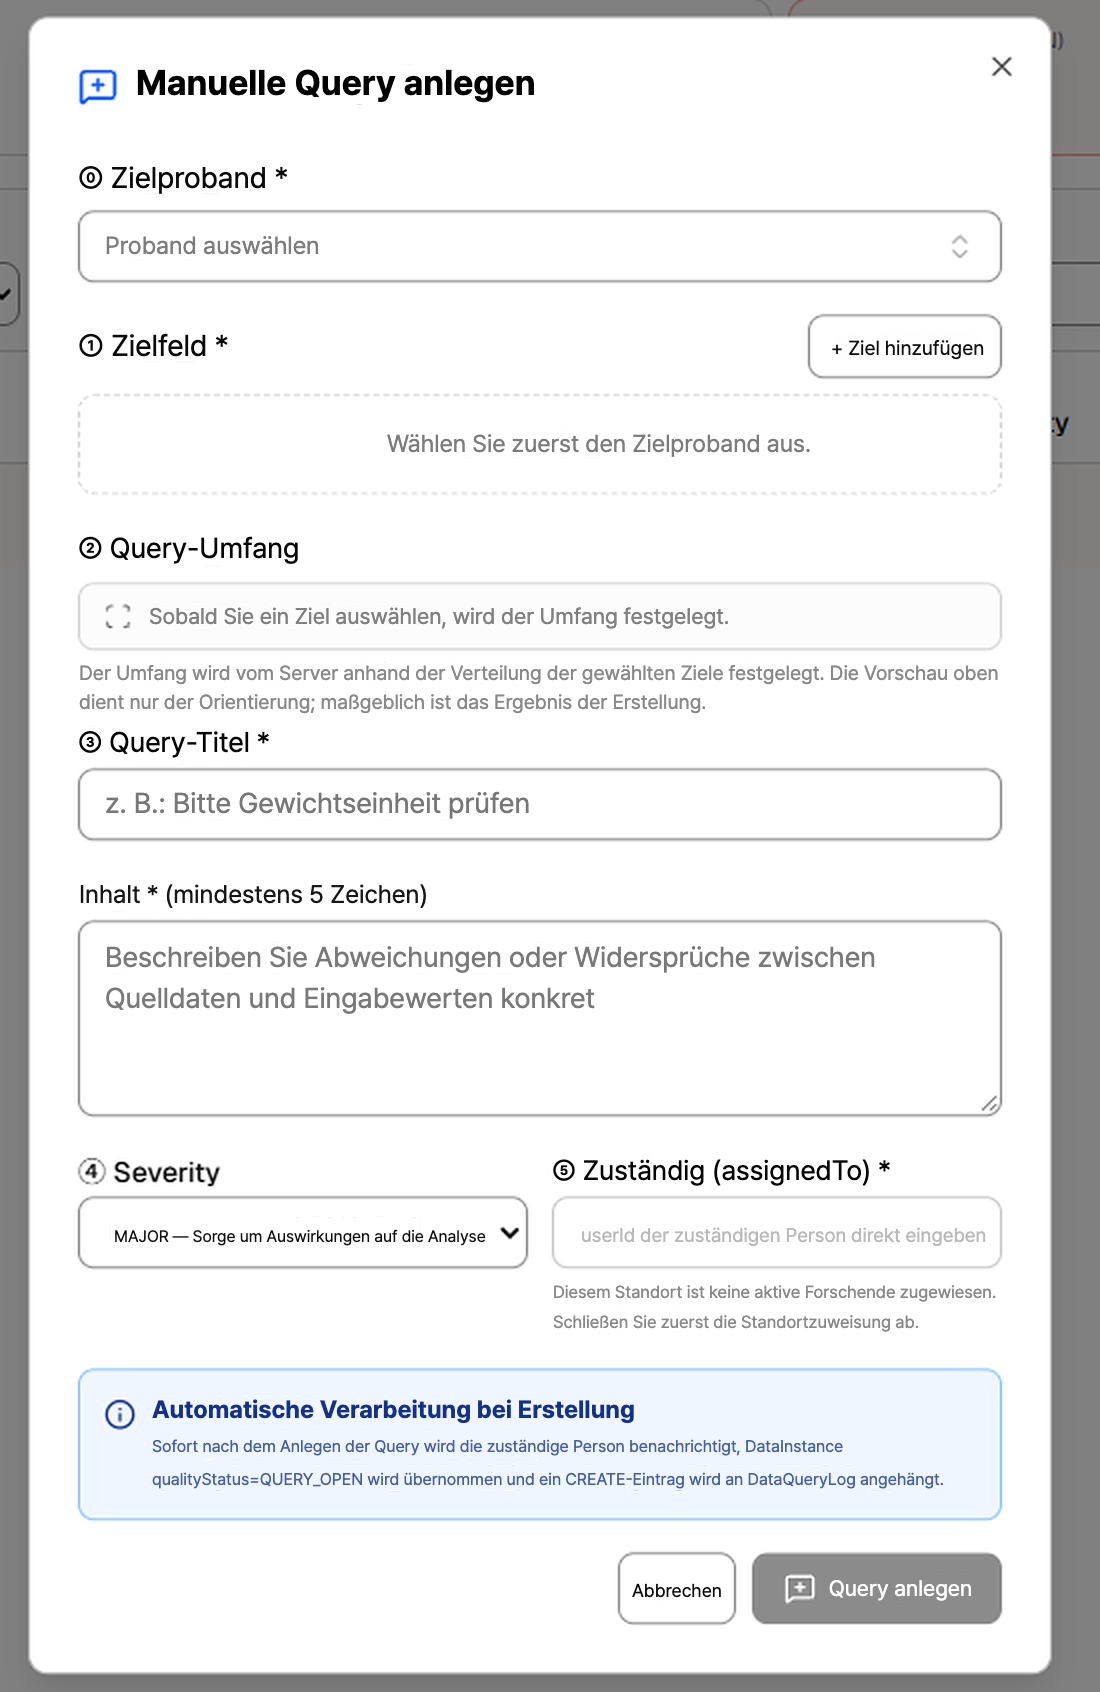 Manuelle Query anlegen
⓪ Zielproband *
Proband auswählen
① Zielfeld *
+ Ziel hinzufügen
Wählen Sie zuerst den Zielproband aus.
② Query-Umfang
Sobald Sie ein Ziel auswählen, wird der Umfang festgelegt.
Der Umfang wird vom Server anhand der Verteilung der gewählten Ziele festgelegt. Die Vorschau oben
dient nur der Orientierung; maßgeblich ist das Ergebnis der Erstellung.
③ Query-Titel *
z. B.: Bitte Gewichtseinheit prüfen
Inhalt * (mindestens 5 Zeichen)
Beschreiben Sie Abweichungen oder Widersprüche zwischen
Quelldaten und Eingabewerten konkret
④ Severity
MAJOR — Sorge um Auswirkungen auf die Analyse
⑤ Zuständig (assignedTo) *
userId der zuständigen Person direkt eingeben
Diesem Standort ist keine aktive Forschende zugewiesen.
Schließen Sie zuerst die Standortzuweisung ab.
Automatische Verarbeitung bei Erstellung
Sofort nach dem Anlegen der Query wird die zuständige Person benachrichtigt, DataInstance
qualityStatus=QUERY_OPEN wird übernommen und ein CREATE-Eintrag wird an DataQueryLog angehängt.
Abbrechen
Query anlegen